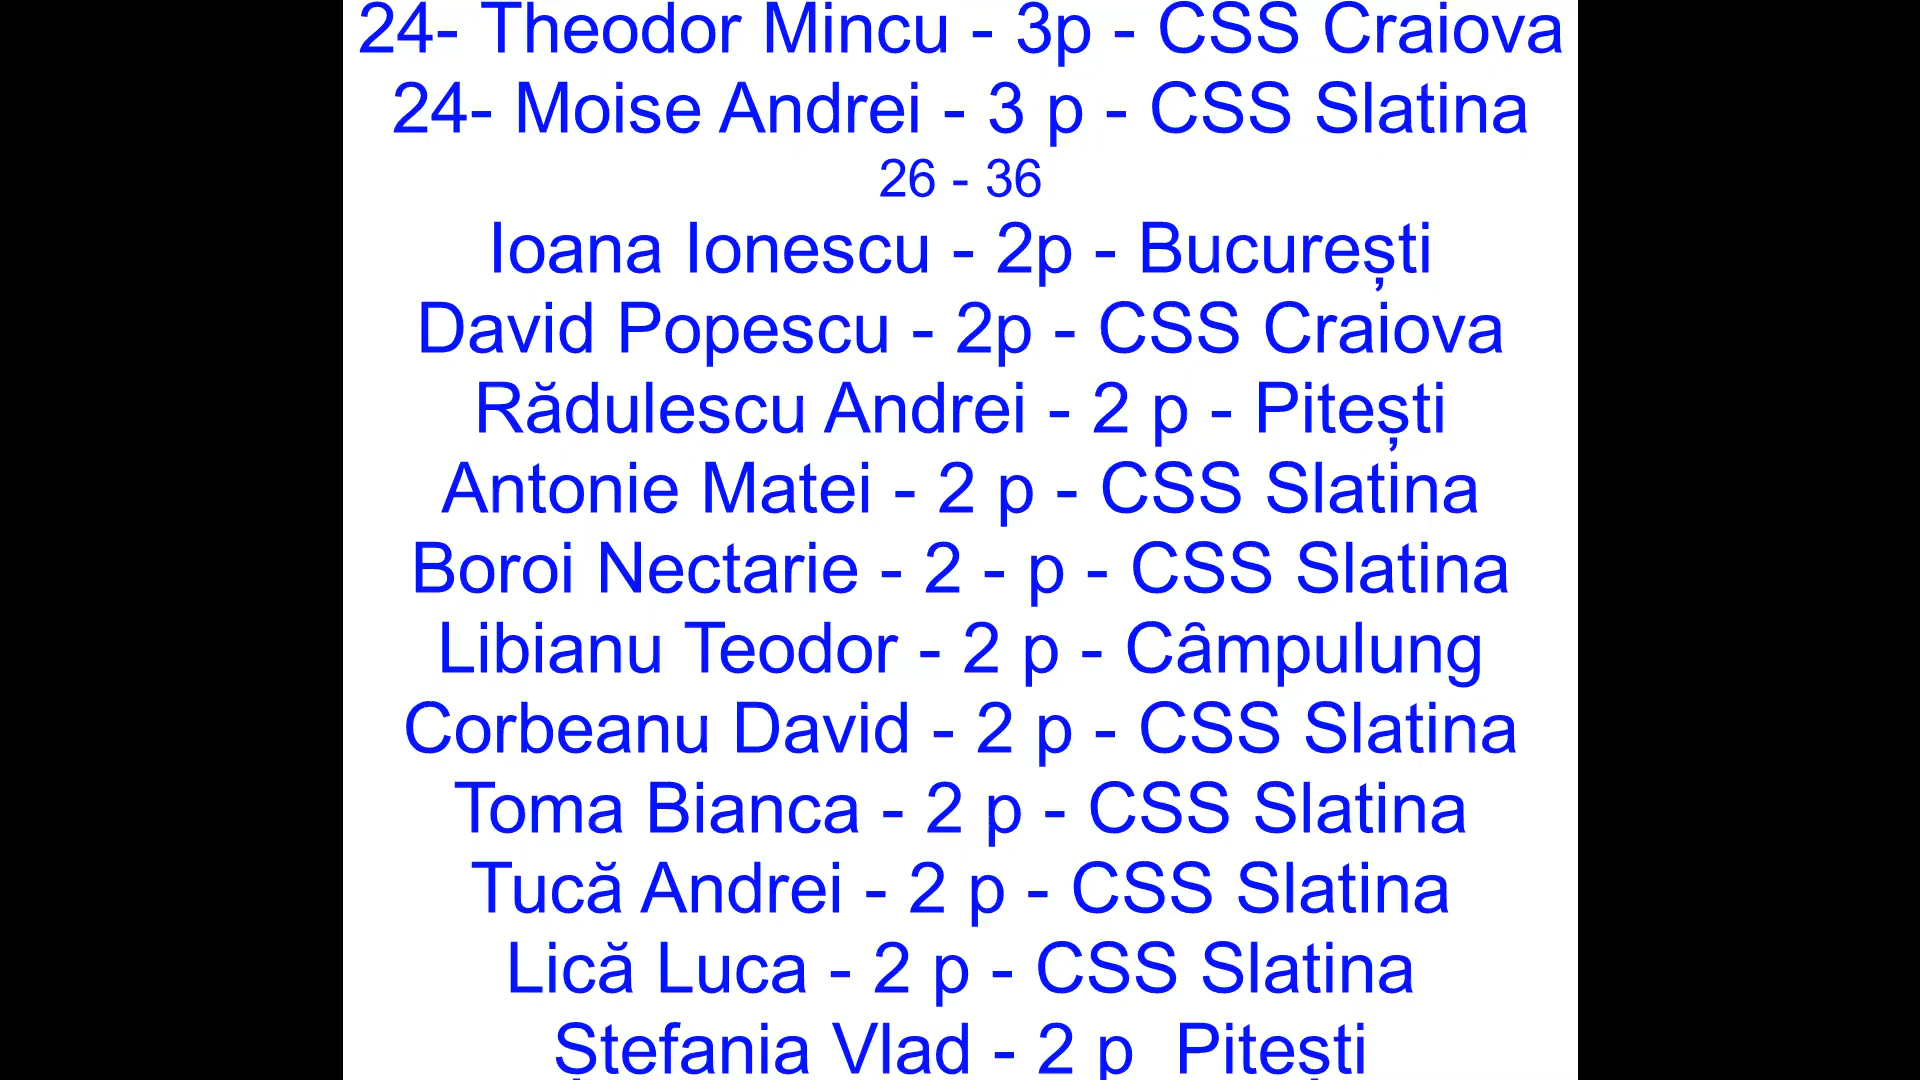 24- Theodor Mincu - 3p - CSS Craiova
24- Moise Andrei - 3 p - CSS Slatina
26 - 36
Ioana Ionescu - 2p - București
David Popescu - 2p - CSS Craiova
Rădulescu Andrei - 2 p - Pitești
Antonie Matei - 2 p - CSS Slatina
Boroi Nectarie - 2 - p - CSS Slatina
Libianu Teodor - 2 p - Câmpulung
Corbeanu David - 2 p - CSS Slatina
Toma Bianca - 2 p - CSS Slatina
Tucă Andrei - 2 p - CSS Slatina
Lică Luca - 2 p - CSS Slatina
Ștefania Vlad - 2 p  Pitești